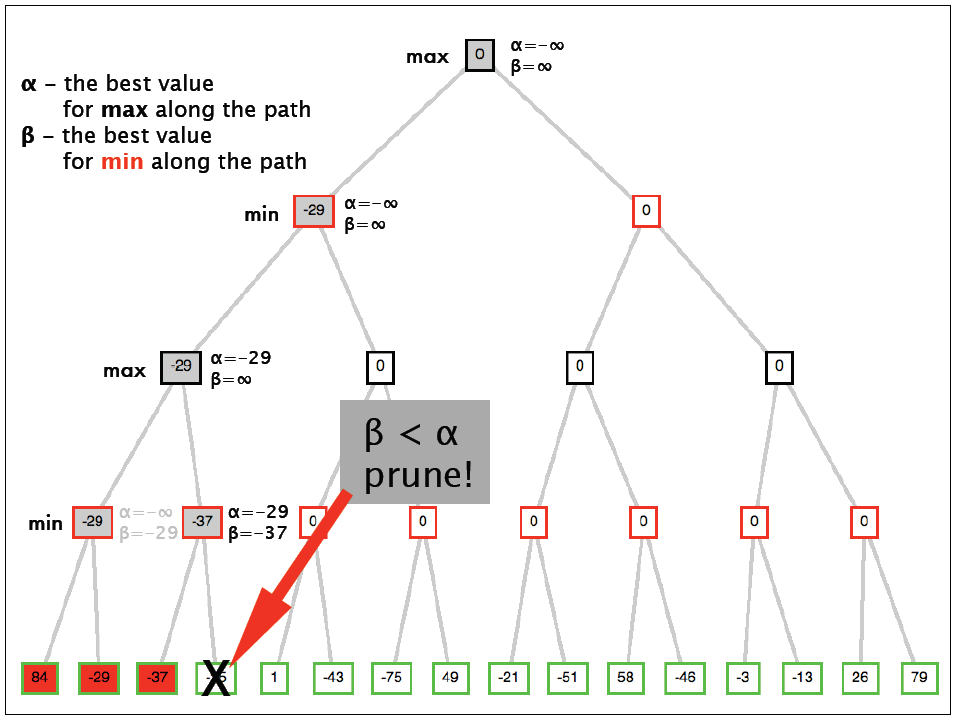 max 0 α=-∞
β=∞
α - the best value
for max along the path
β - the best value
for min along the path
min -29 α=-∞ 0
β=∞
max -29 α=-29 0 0 0
β=∞
β < α
prune!
min -29 α=-∞ -37 α=-29 0 0 0 0 0 0
β=-29 β=-37
84 -29 -37 X 1 -43 -75 49 -21 -51 58 -46 -3 -13 26 79